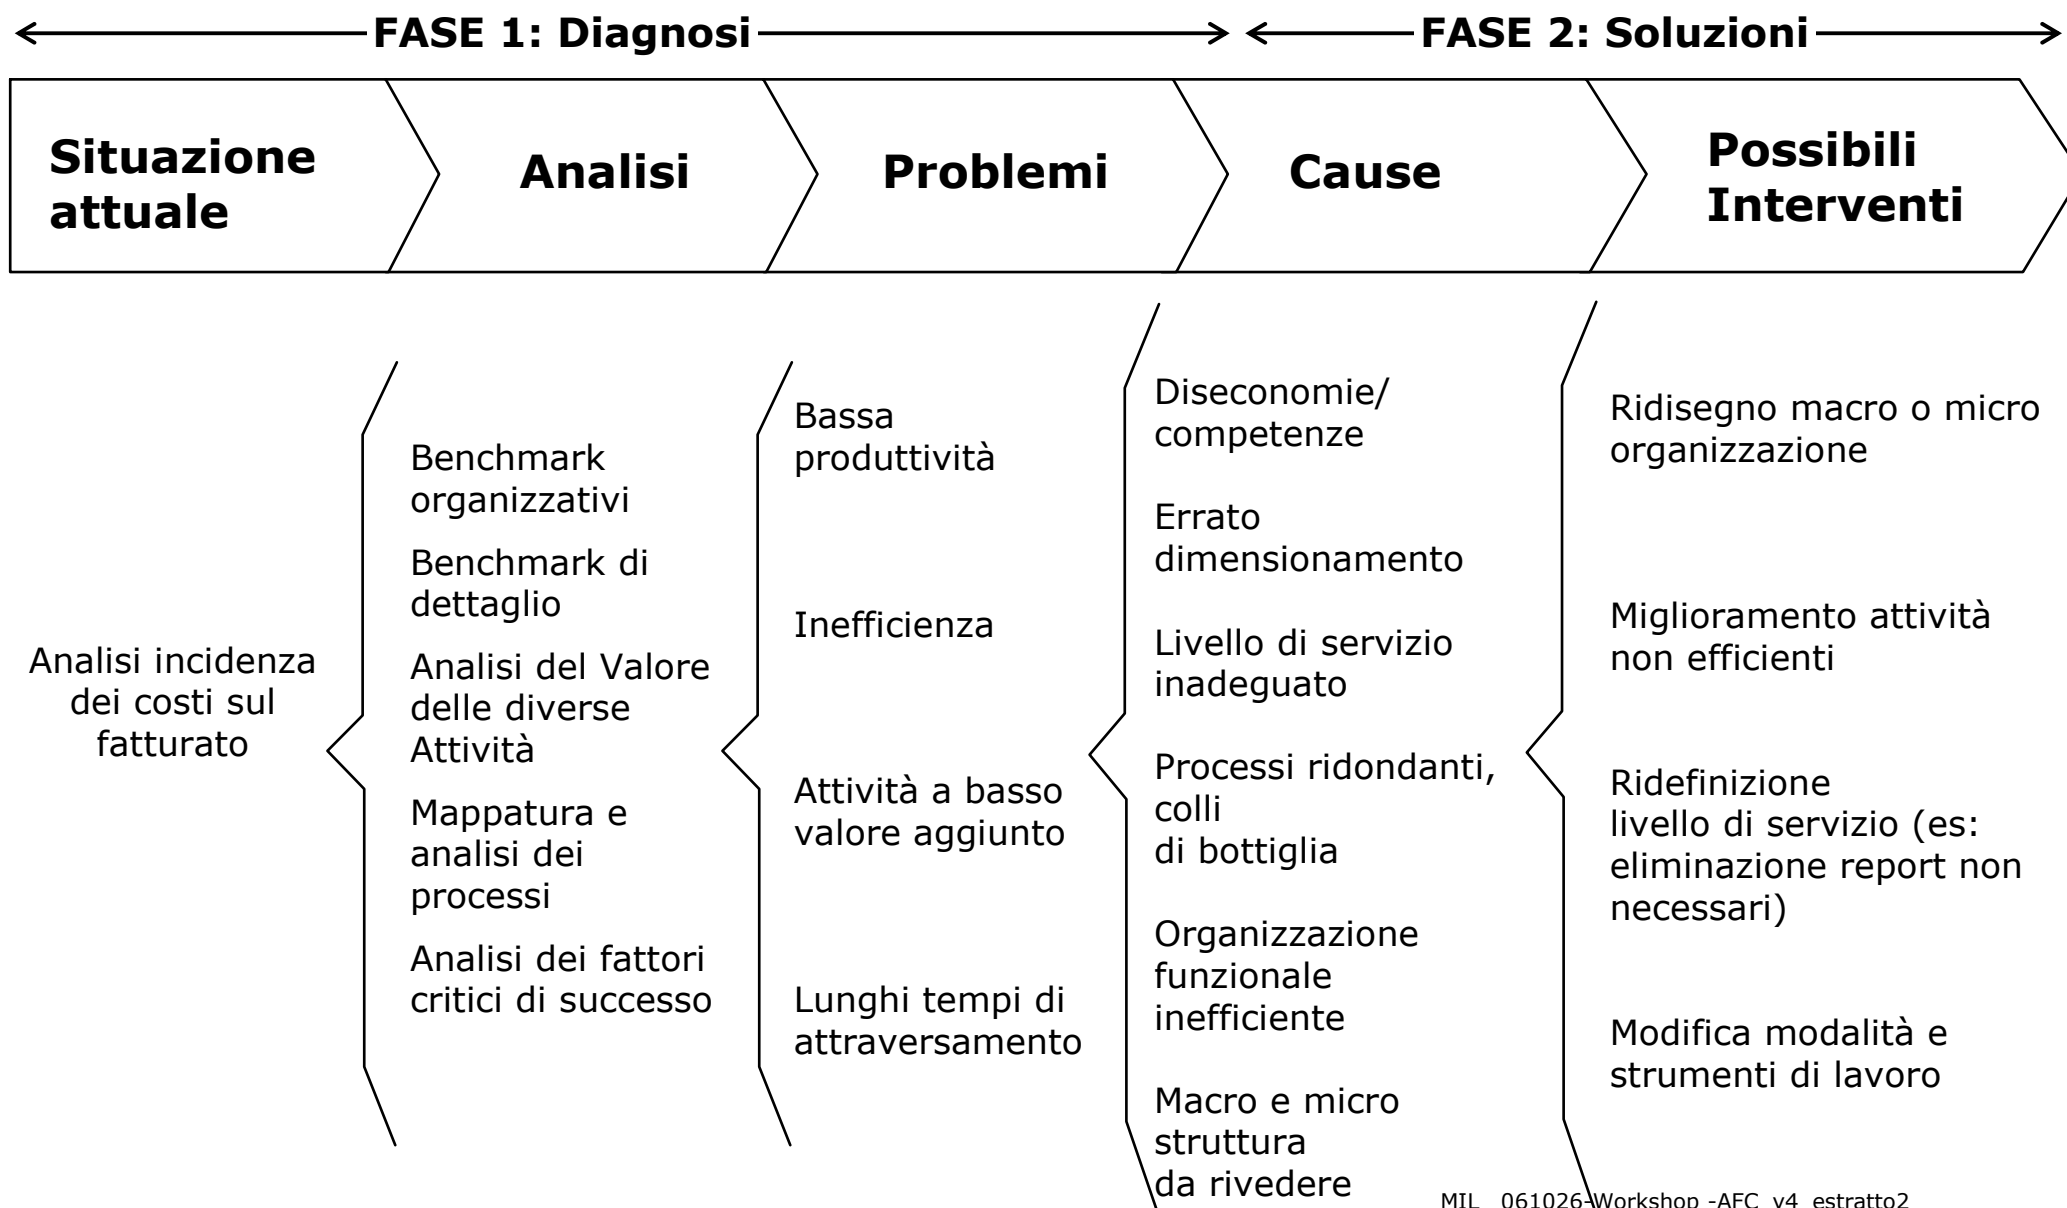 FASE 1: Diagnosi
FASE 2: Soluzioni
Situazione
attuale
Analisi
Problemi
Cause
Possibili
Interventi
Analisi incidenza
dei costi sul
fatturato
Benchmark
organizzativi
Benchmark di
dettaglio
Analisi del Valore
delle diverse
Attività
Mappatura e
analisi dei
processi
Analisi dei fattori
critici di successo
Bassa
produttività
Inefficienza
Attività a basso
valore aggiunto
Lunghi tempi di
attraversamento
Diseconomie/
competenze
Errato
dimensionamento
Livello di servizio
inadeguato
Processi ridondanti,
colli
di bottiglia
Organizzazione
funzionale
inefficiente
Macro e micro
struttura
da rivedere
Ridisegno macro o micro
organizzazione
Miglioramento attività
non efficienti
Ridefinizione
livello di servizio (es:
eliminazione report non
necessari)
Modifica modalità e
strumenti di lavoro
MIL_061026-Workshop -AFC_v4_estratto2